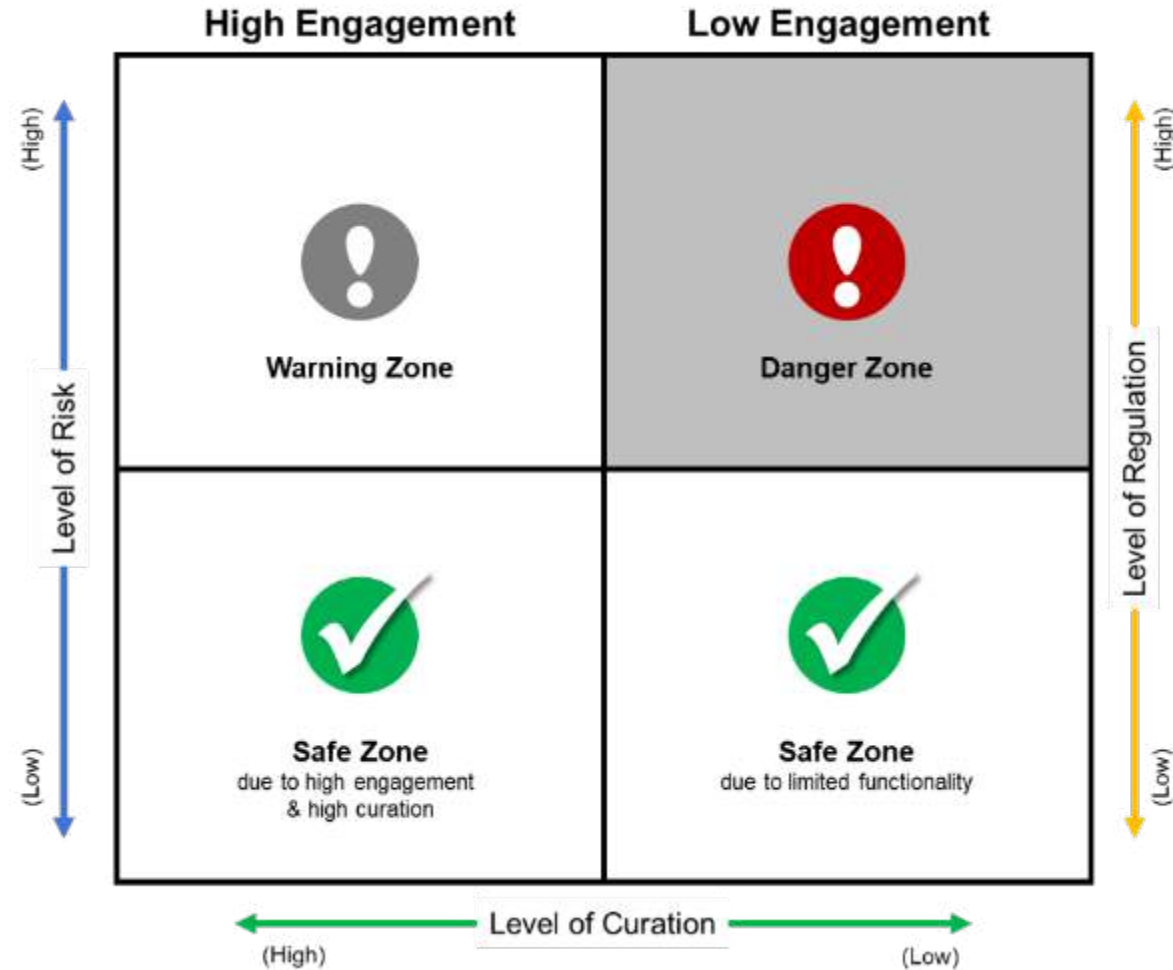 High Engagement
Low Engagement
(High)
(High)
Warning Zone
Danger Zone
Level of Risk
Level of Regulation
Safe Zone
due to high engagement
& high curation
Safe Zone
due to limited functionality
(Low)
(Low)
Level of Curation
(High)
(Low)